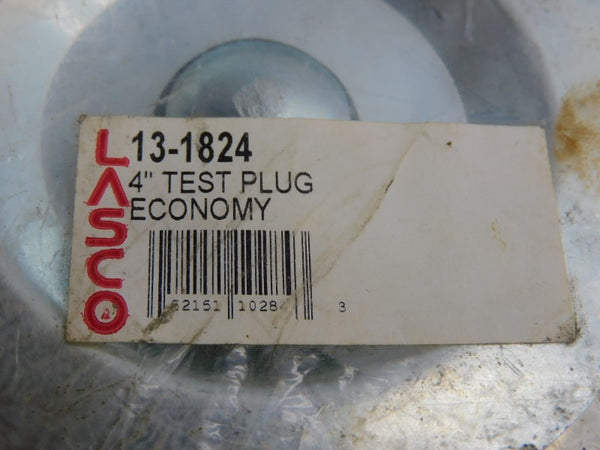 LASCO
13-1824
4" TEST PLUG
ECONOMY
52151 1028 3